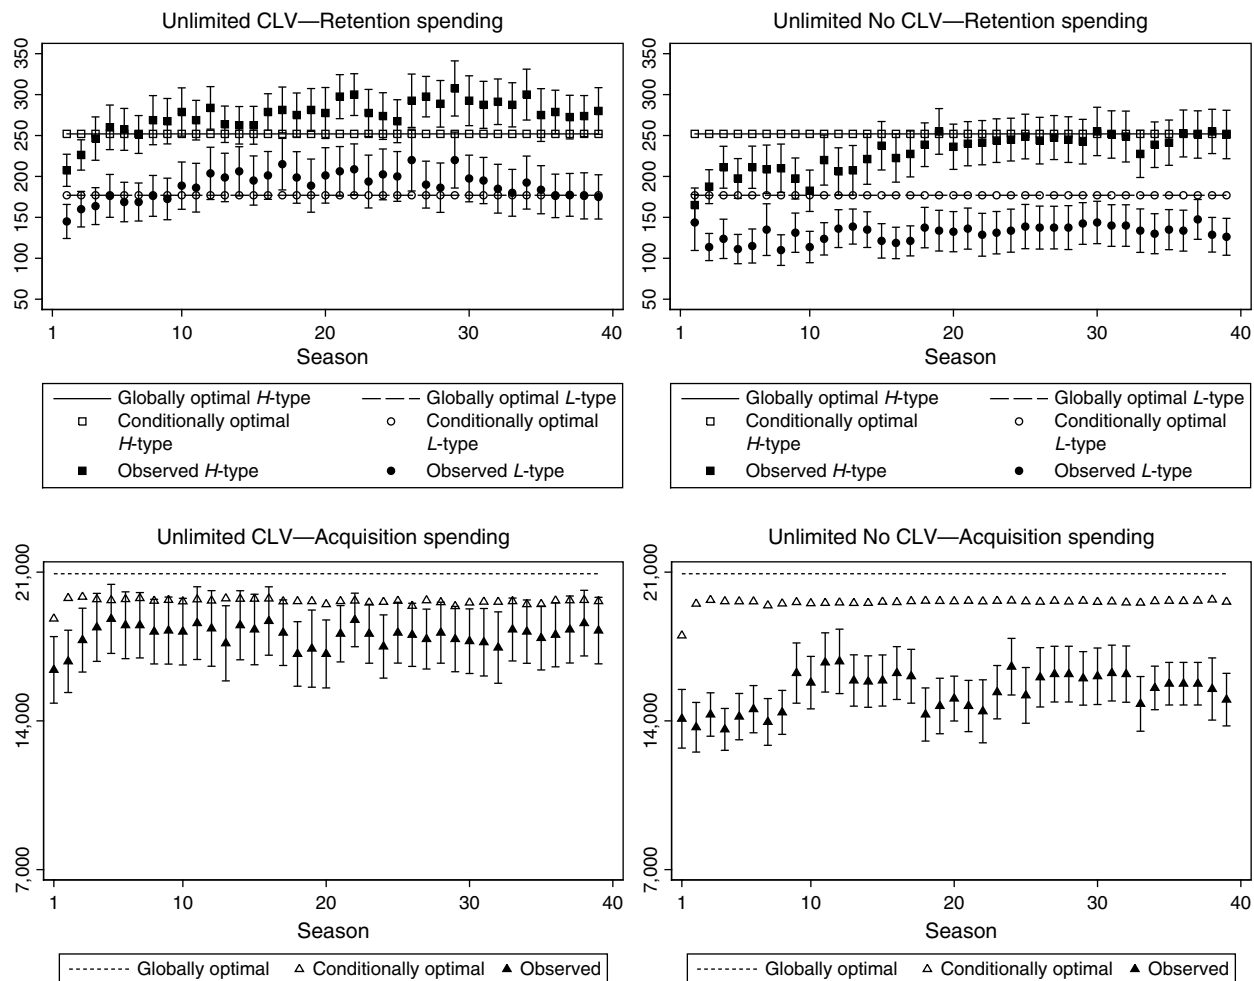 Unlimited CLV—Retention spending
350
300
250
200
150
100
50
1 10 20 30 40
Season
Globally optimal H-type Globally optimal L-type
Conditionally optimal H-type Conditionally optimal L-type
Observed H-type Observed L-type
Unlimited No CLV—Retention spending
350
300
250
200
150
100
50
1 10 20 30 40
Season
Globally optimal H-type Globally optimal L-type
Conditionally optimal H-type Conditionally optimal L-type
Observed H-type Observed L-type
Unlimited CLV—Acquisition spending
21,000
14,000
7,000
1 10 20 30 40
Season
Globally optimal Conditionally optimal Observed
Unlimited No CLV—Acquisition spending
21,000
14,000
7,000
1 10 20 30 40
Season
Globally optimal Conditionally optimal Observed